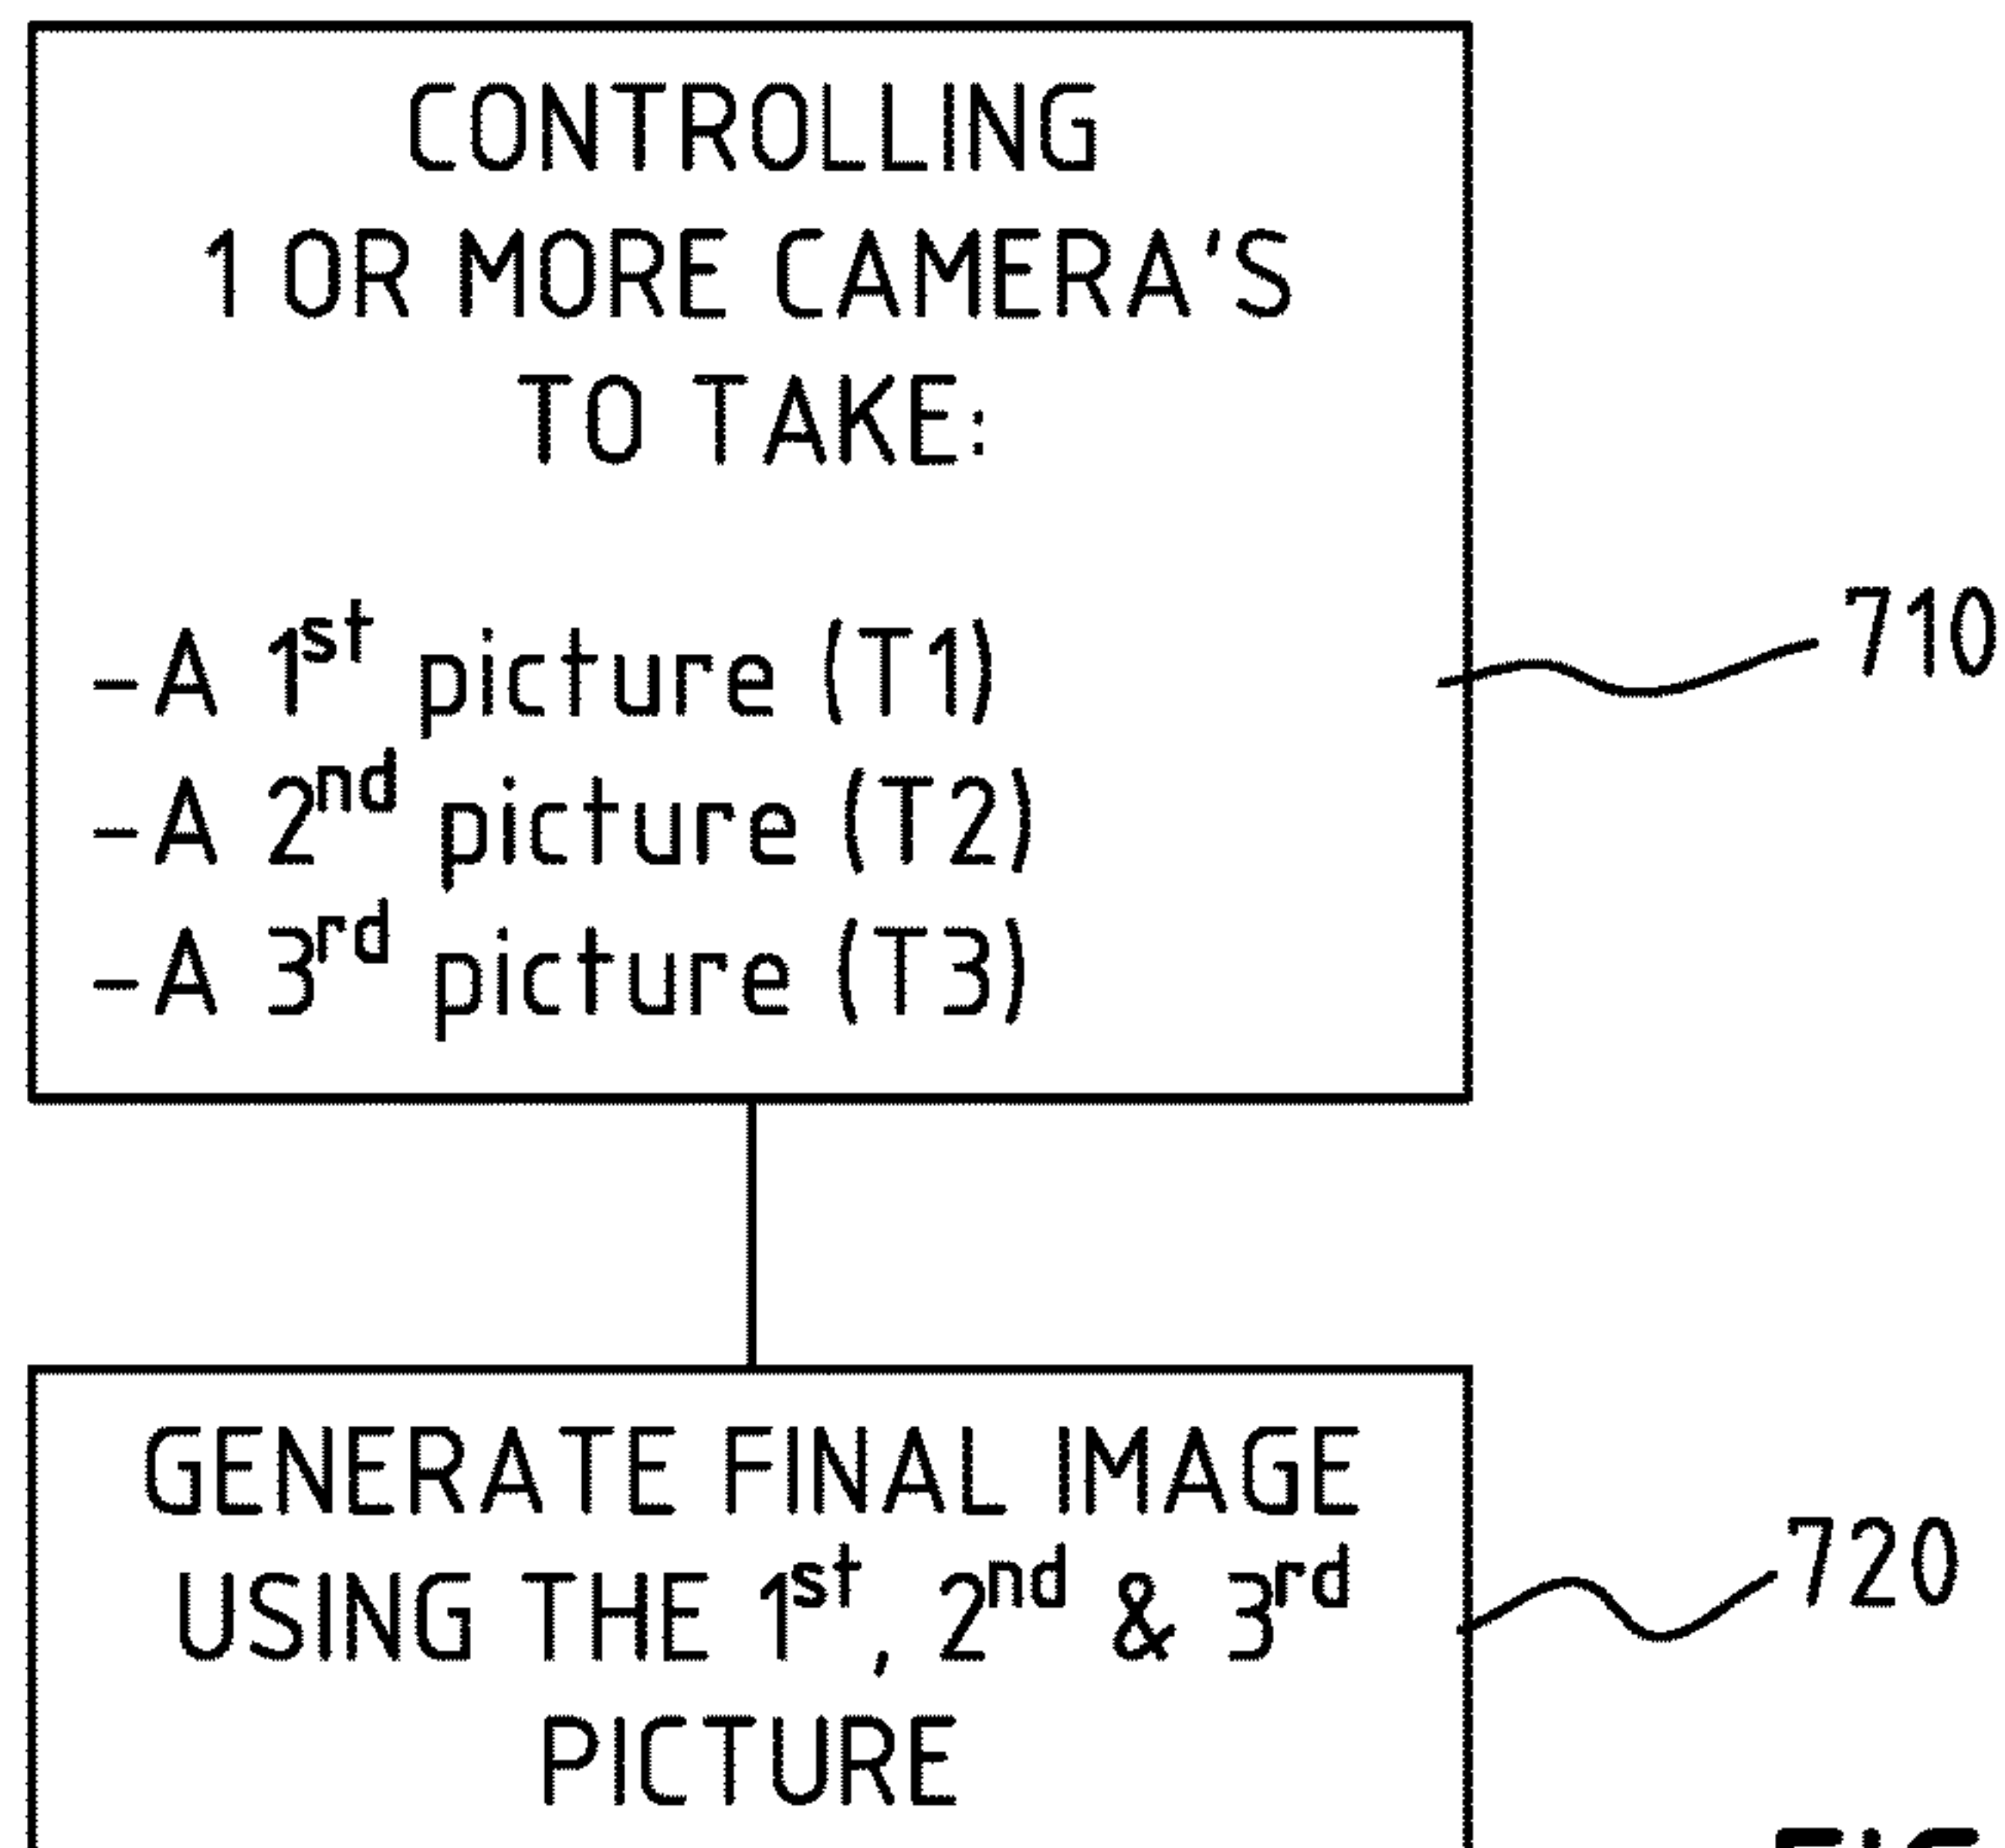 CONTROLLING
1 OR MORE CAMERA'S
TO TAKE:
-A 1st picture (T1)
-A 2nd picture (T2)
-A 3rd picture (T3)
710
GENERATE FINAL IMAGE
USING THE 1st, 2nd & 3rd
PICTURE
720